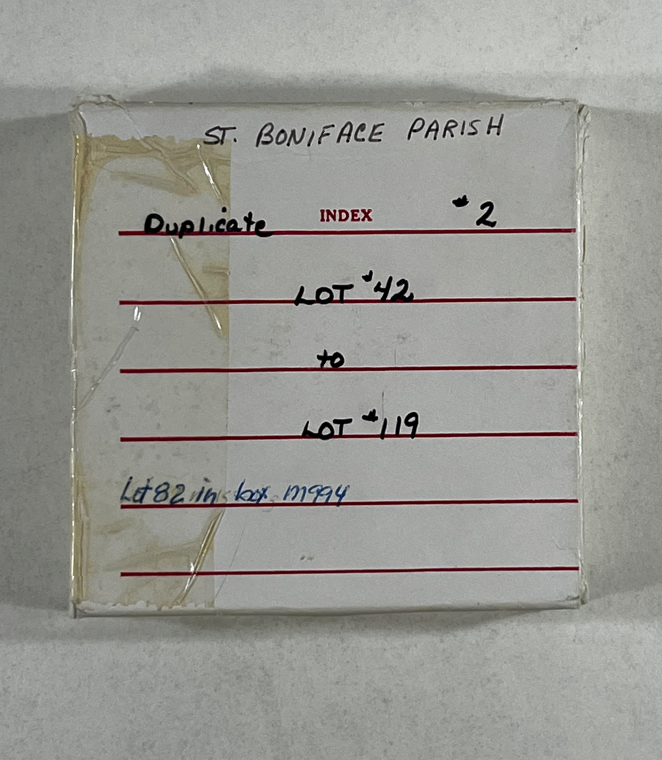 ST. BONIFACE PARISH
Duplicate INDEX #2
LOT #42
to
LOT #119
Lot 82 in box M994